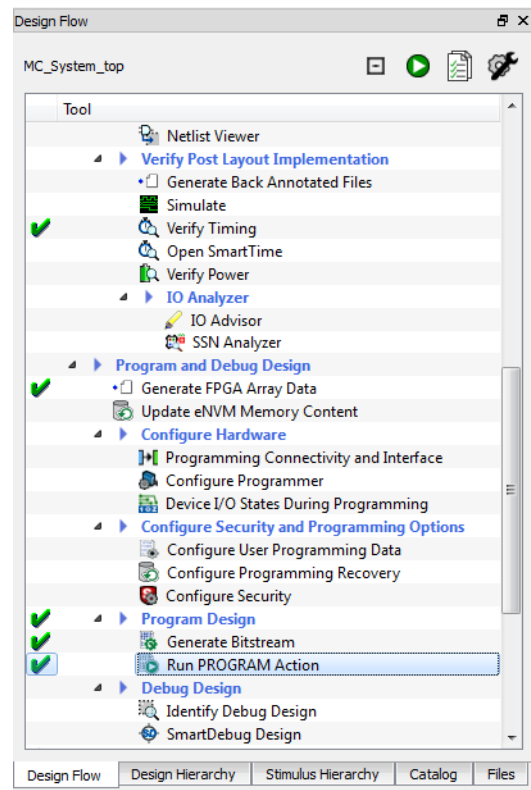 Design Flow
MC_System_top
Tool
Netlist Viewer
Verify Post Layout Implementation
Generate Back Annotated Files
Simulate
Verify Timing
Open SmartTime
Verify Power
IO Analyzer
IO Advisor
SSN Analyzer
Program and Debug Design
Generate FPGA Array Data
Update eNVM Memory Content
Configure Hardware
Programming Connectivity and Interface
Configure Programmer
Device I/O States During Programming
Configure Security and Programming Options
Configure User Programming Data
Configure Programming Recovery
Configure Security
Program Design
Generate Bitstream
Run PROGRAM Action
Debug Design
Identify Debug Design
SmartDebug Design
Design Flow Design Hierarchy Stimulus Hierarchy Catalog Files